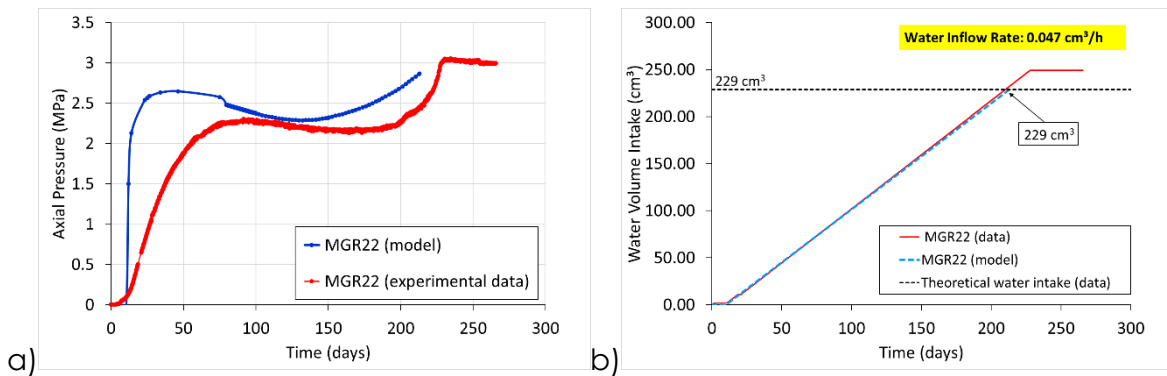 a)
Axial Pressure (MPa)
3.5
3
2.5
2
1.5
1
0.5
0
0 50 100 150 200 250 300
Time (days)
MGR22 (model)
MGR22 (experimental data)
b)
Water Volume Intake (cm³)
300.00
250.00
200.00
150.00
100.00
50.00
0.00
0 50 100 150 200 250 300
Time (days)
Water Inflow Rate: 0.047 cm³/h
229 cm³
229 cm³
MGR22 (data)
MGR22 (model)
Theoretical water intake (data)